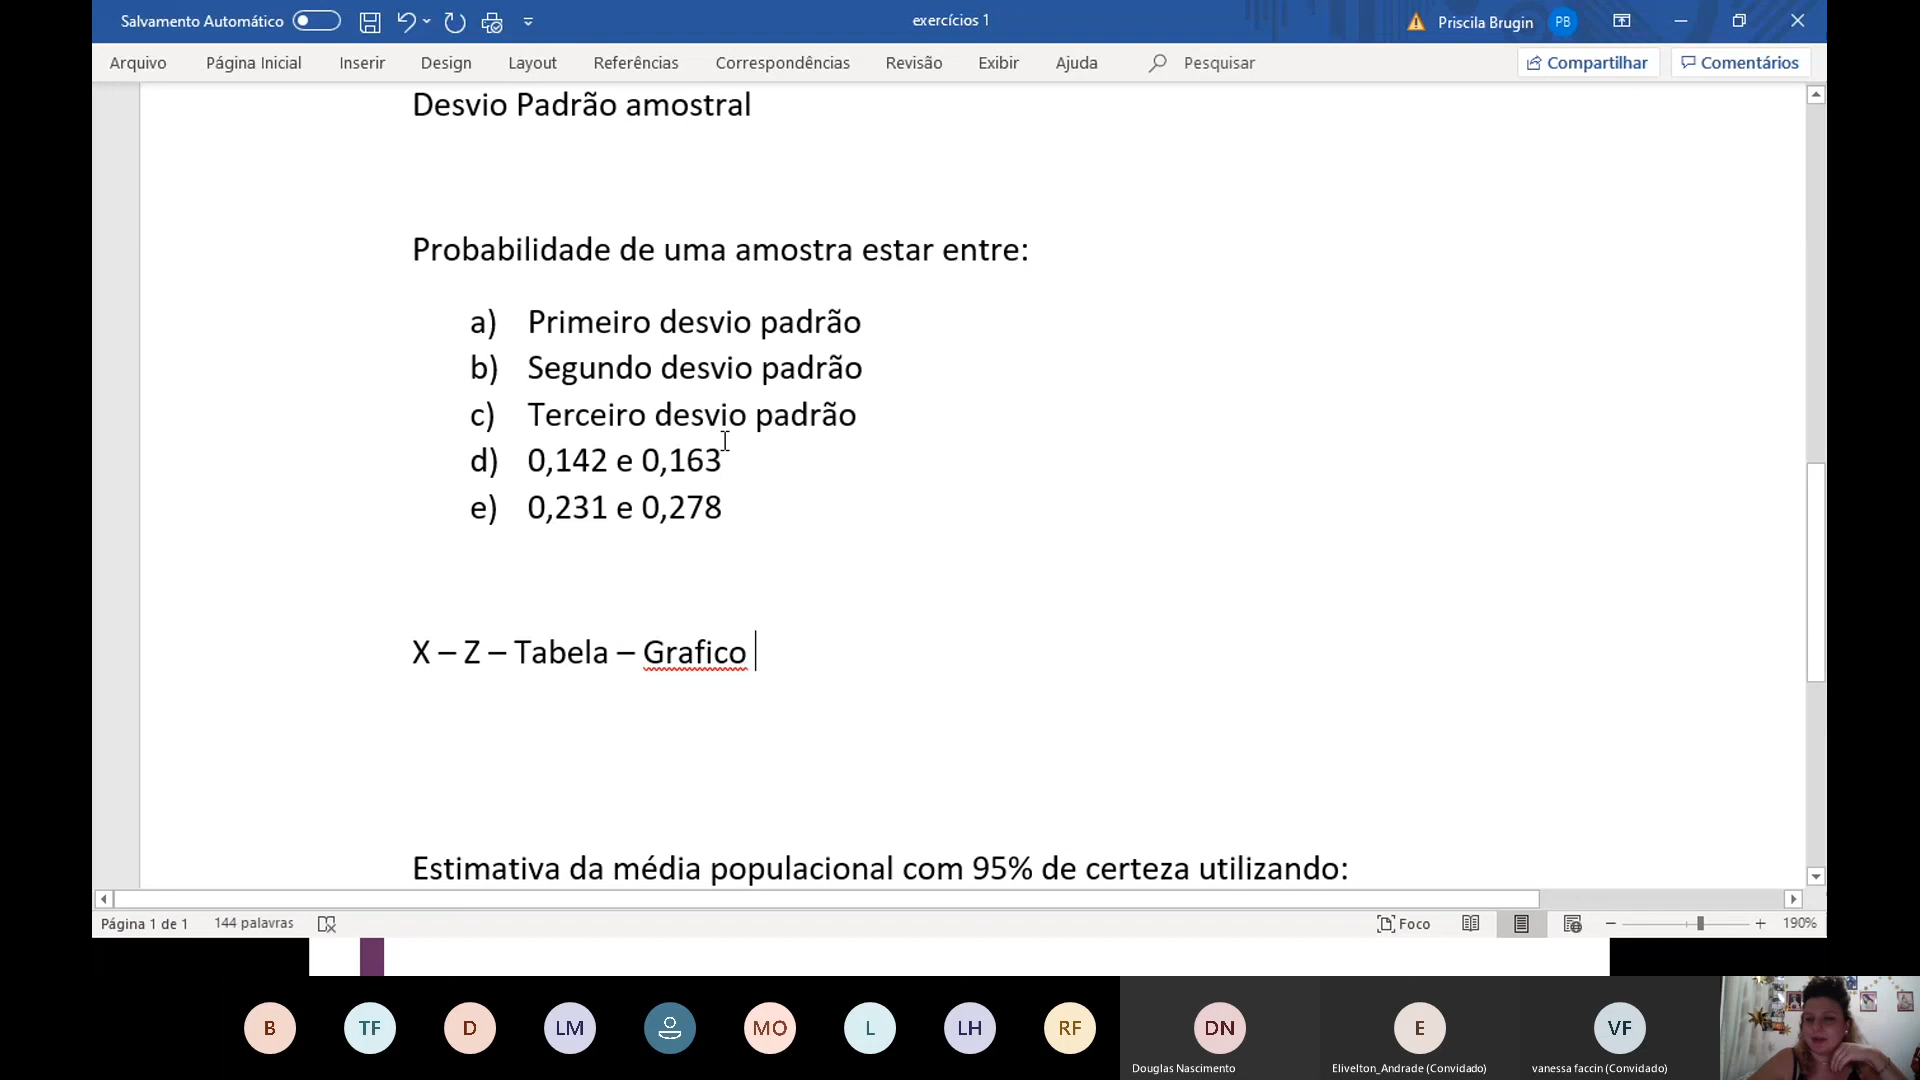 Salvamento Automático
exercícios 1
Priscila Brugin
PB
Arquivo
Página Inicial
Inserir
Design
Layout
Referências
Correspondências
Revisão
Exibir
Ajuda
Pesquisar
Compartilhar
Comentários
Desvio Padrão amostral
Probabilidade de uma amostra estar entre:
a) Primeiro desvio padrão
b) Segundo desvio padrão
c) Terceiro desvio padrão
d) 0,142 e 0,163
e) 0,231 e 0,278
X – Z – Tabela – Grafico
Estimativa da média populacional com 95% de certeza utilizando:
Página 1 de 1
144 palavras
Foco
190%
B
TF
D
LM
MO
L
LH
RF
DN
E
VF
Douglas Nascimento
Elivelton_Andrade (Convidado)
vanessa faccin (Convidado)